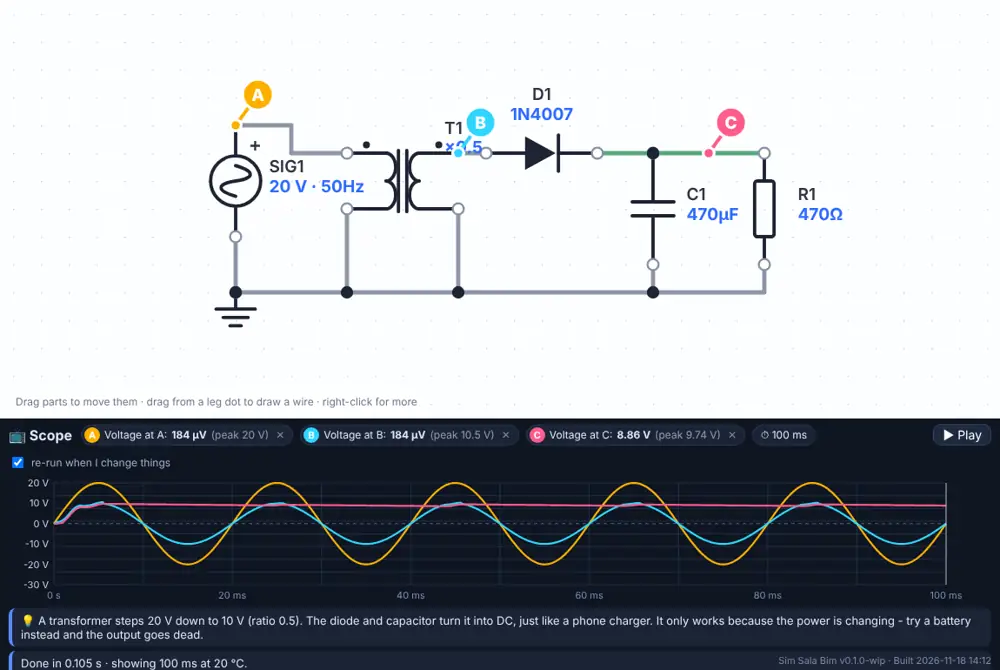 A
SIG1
20 V · 50Hz
T1
×0.5
B
D1
1N4007
C
C1
470µF
R1
470Ω
Drag parts to move them · drag from a leg dot to draw a wire · right-click for more
📺 Scope
A Voltage at A: 184 µV (peak 20 V) ×
B Voltage at B: 184 µV (peak 10.5 V) ×
C Voltage at C: 8.86 V (peak 9.74 V) ×
⏱ 100 ms
▶ Play
re-run when I change things
20 V
10 V
0 V
-10 V
-20 V
-30 V
0 s
20 ms
40 ms
60 ms
80 ms
100 ms
💡 A transformer steps 20 V down to 10 V (ratio 0.5). The diode and capacitor turn it into DC, just like a phone charger. It only works because the power is changing - try a battery
instead and the output goes dead.
Done in 0.105 s · showing 100 ms at 20 °C.
Sim Sala Bim v0.1.0-wip · Built 2026-11-18 14:12